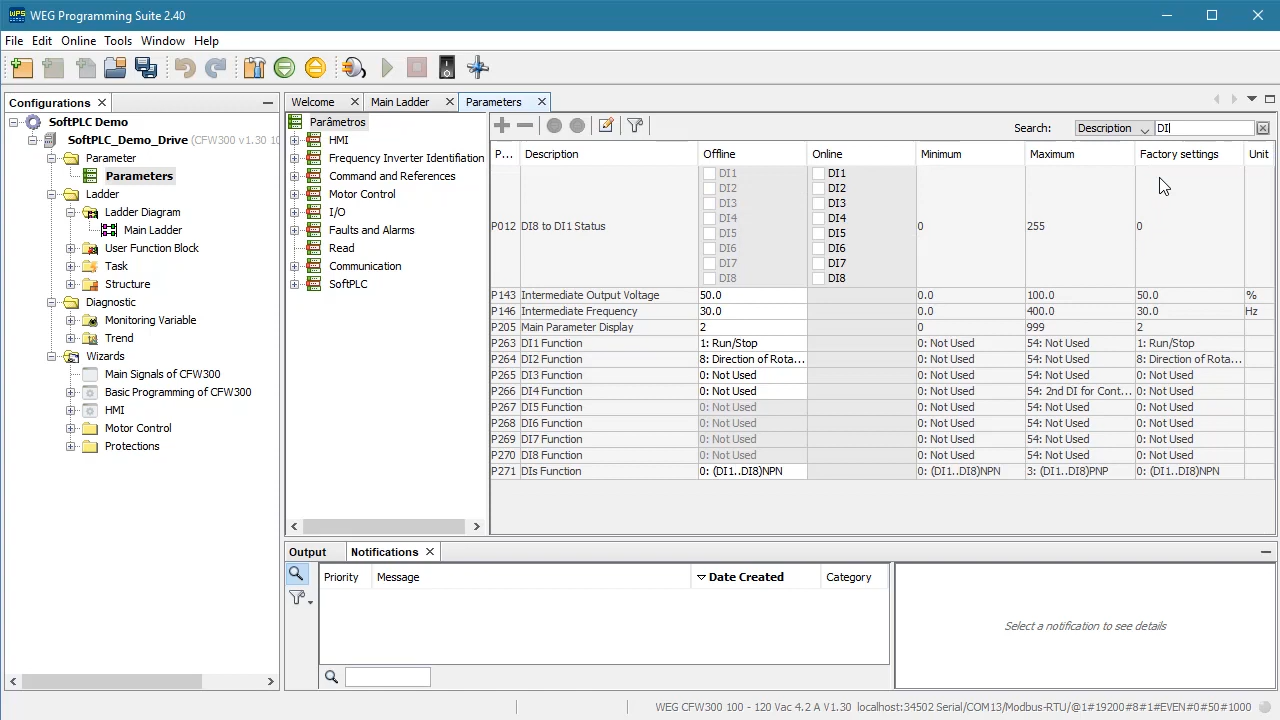 WPS WEG Programming Suite 2.40
File Edit Online Tools Window Help
Configurations
SoftPLC Demo
SoftPLC_Demo_Drive (CFW300 v1.30 10
Parameter
Parameters
Ladder
Ladder Diagram
Main Ladder
User Function Block
Task
Structure
Diagnostic
Monitoring Variable
Trend
Wizards
Main Signals of CFW300
Basic Programming of CFW300
HMI
Motor Control
Protections
Welcome Main Ladder Parameters
Parâmetros
HMI
Frequency Inverter Identifiation
Command and References
Motor Control
I/O
Faults and Alarms
Read
Communication
SoftPLC
Search: Description DI
P... Description Offline Online Minimum Maximum Factory settings Unit
P012 DI8 to DI1 Status 0 255 0
DI1 DI1
DI2 DI2
DI3 DI3
DI4 DI4
DI5 DI5
DI6 DI6
DI7 DI7
DI8 DI8
P143 Intermediate Output Voltage 50.0 0.0 100.0 50.0 %
P146 Intermediate Frequency 30.0 0.0 400.0 30.0 Hz
P205 Main Parameter Display 2 0 999 2
P263 DI1 Function 1: Run/Stop 0: Not Used 54: Not Used 1: Run/Stop
P264 DI2 Function 8: Direction of Rota... 0: Not Used 54: Not Used 8: Direction of Rota...
P265 DI3 Function 0: Not Used 0: Not Used 54: Not Used 0: Not Used
P266 DI4 Function 0: Not Used 0: Not Used 54: 2nd DI for Cont... 0: Not Used
P267 DI5 Function 0: Not Used 0: Not Used 54: Not Used 0: Not Used
P268 DI6 Function 0: Not Used 0: Not Used 54: Not Used 0: Not Used
P269 DI7 Function 0: Not Used 0: Not Used 54: Not Used 0: Not Used
P270 DI8 Function 0: Not Used 0: Not Used 54: Not Used 0: Not Used
P271 DIs Function 0: (DI1..DI8)NPN 0: (DI1..DI8)NPN 3: (DI1..DI8)PNP 0: (DI1..DI8)NPN
Output Notifications
Priority Message Date Created Category
Select a notification to see details
WEG CFW300 100 - 120 Vac 4.2 A V1.30 localhost:34502 Serial/COM13/Modbus-RTU/@1#19200#8#1#EVEN#0#50#1000